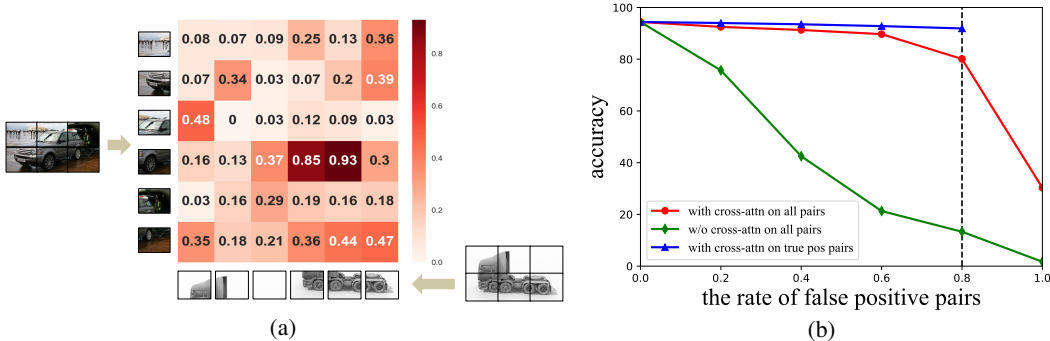 0.08 0.07 0.09 0.25 0.13 0.36
0.07 0.34 0.03 0.07 0.2 0.39
0.48 0 0.03 0.12 0.09 0.03
0.16 0.13 0.37 0.85 0.93 0.3
0.03 0.16 0.29 0.19 0.16 0.18
0.35 0.18 0.21 0.36 0.44 0.47
0.8
0.6
0.4
0.2
0.0
(a)
100
80
60
40
20
0
accuracy
with cross-attn on all pairs
w/o cross-attn on all pairs
with cross-attn on true pos pairs
0.0 0.2 0.4 0.6 0.8 1.0
the rate of false positive pairs
(b)